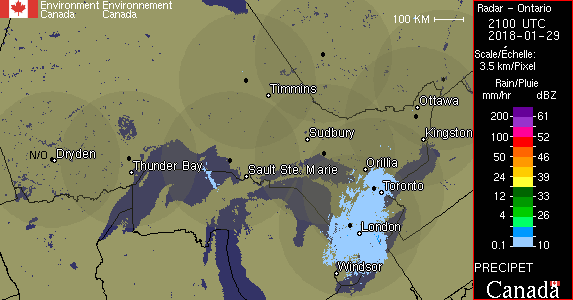 Environment Environnement
Canada Canada
100 KM
Timmins
Ottawa
Sudbury
Kingston
N/O Dryden
Thunder Bay
Sault Ste. Marie
Orillia
Toronto
London
Windsor
Radar - Ontario
2100 UTC
2018-01-29
Scale/Échelle:
3.5 km/Pixel
Rain/Pluie
mm/hr dBZ
200 61
100 52
50 46
24 39
12 34
4 26
0.1 10
PRECIPET
Canada